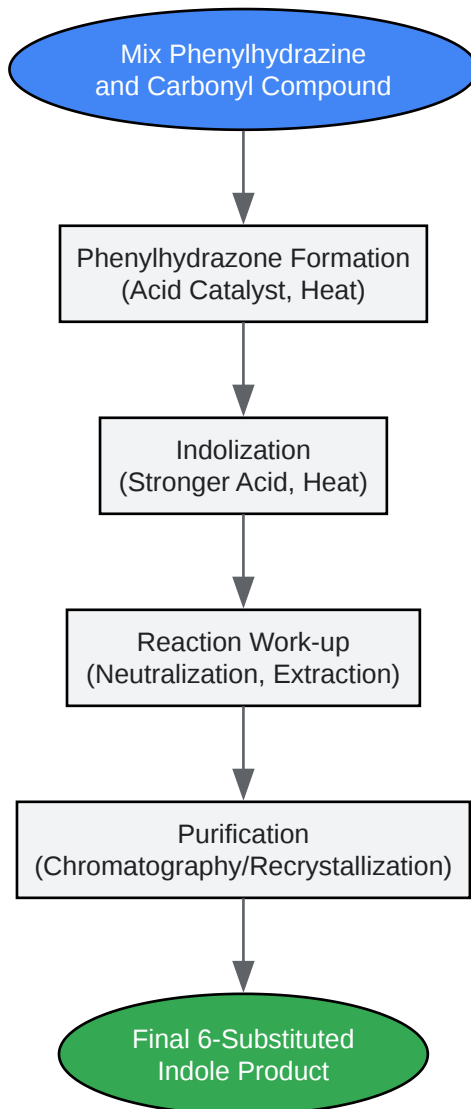 Mix Phenylhydrazine
and Carbonyl Compound
Phenylhydrazone Formation
(Acid Catalyst, Heat)
Indolization
(Stronger Acid, Heat)
Reaction Work-up
(Neutralization, Extraction)
Purification
(Chromatography/Recrystallization)
Final 6-Substituted
Indole Product